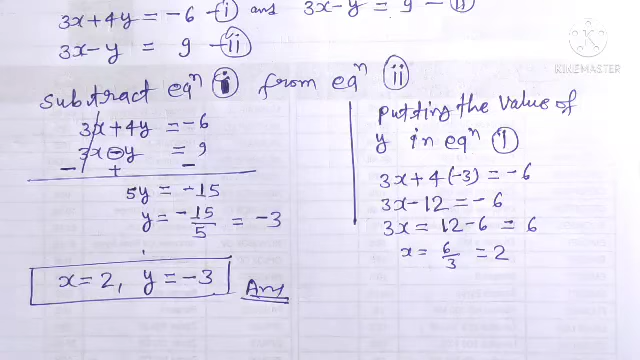 3x+4y = -6 -(i) and 3x-y = 9 -(ii)
3x-y = 9 -(ii)
KINEMASTER
Subtract eqⁿ (i) from eqⁿ (ii)
3x+4y = -6
3x-y = 9
- + -
5y = -15
y = -15/5 = -3
x=2, y=-3 Ans
putting the value of
y in eqⁿ (i)
3x+4(-3) = -6
3x-12 = -6
3x = 12-6 = 6
x = 6/3 = 2